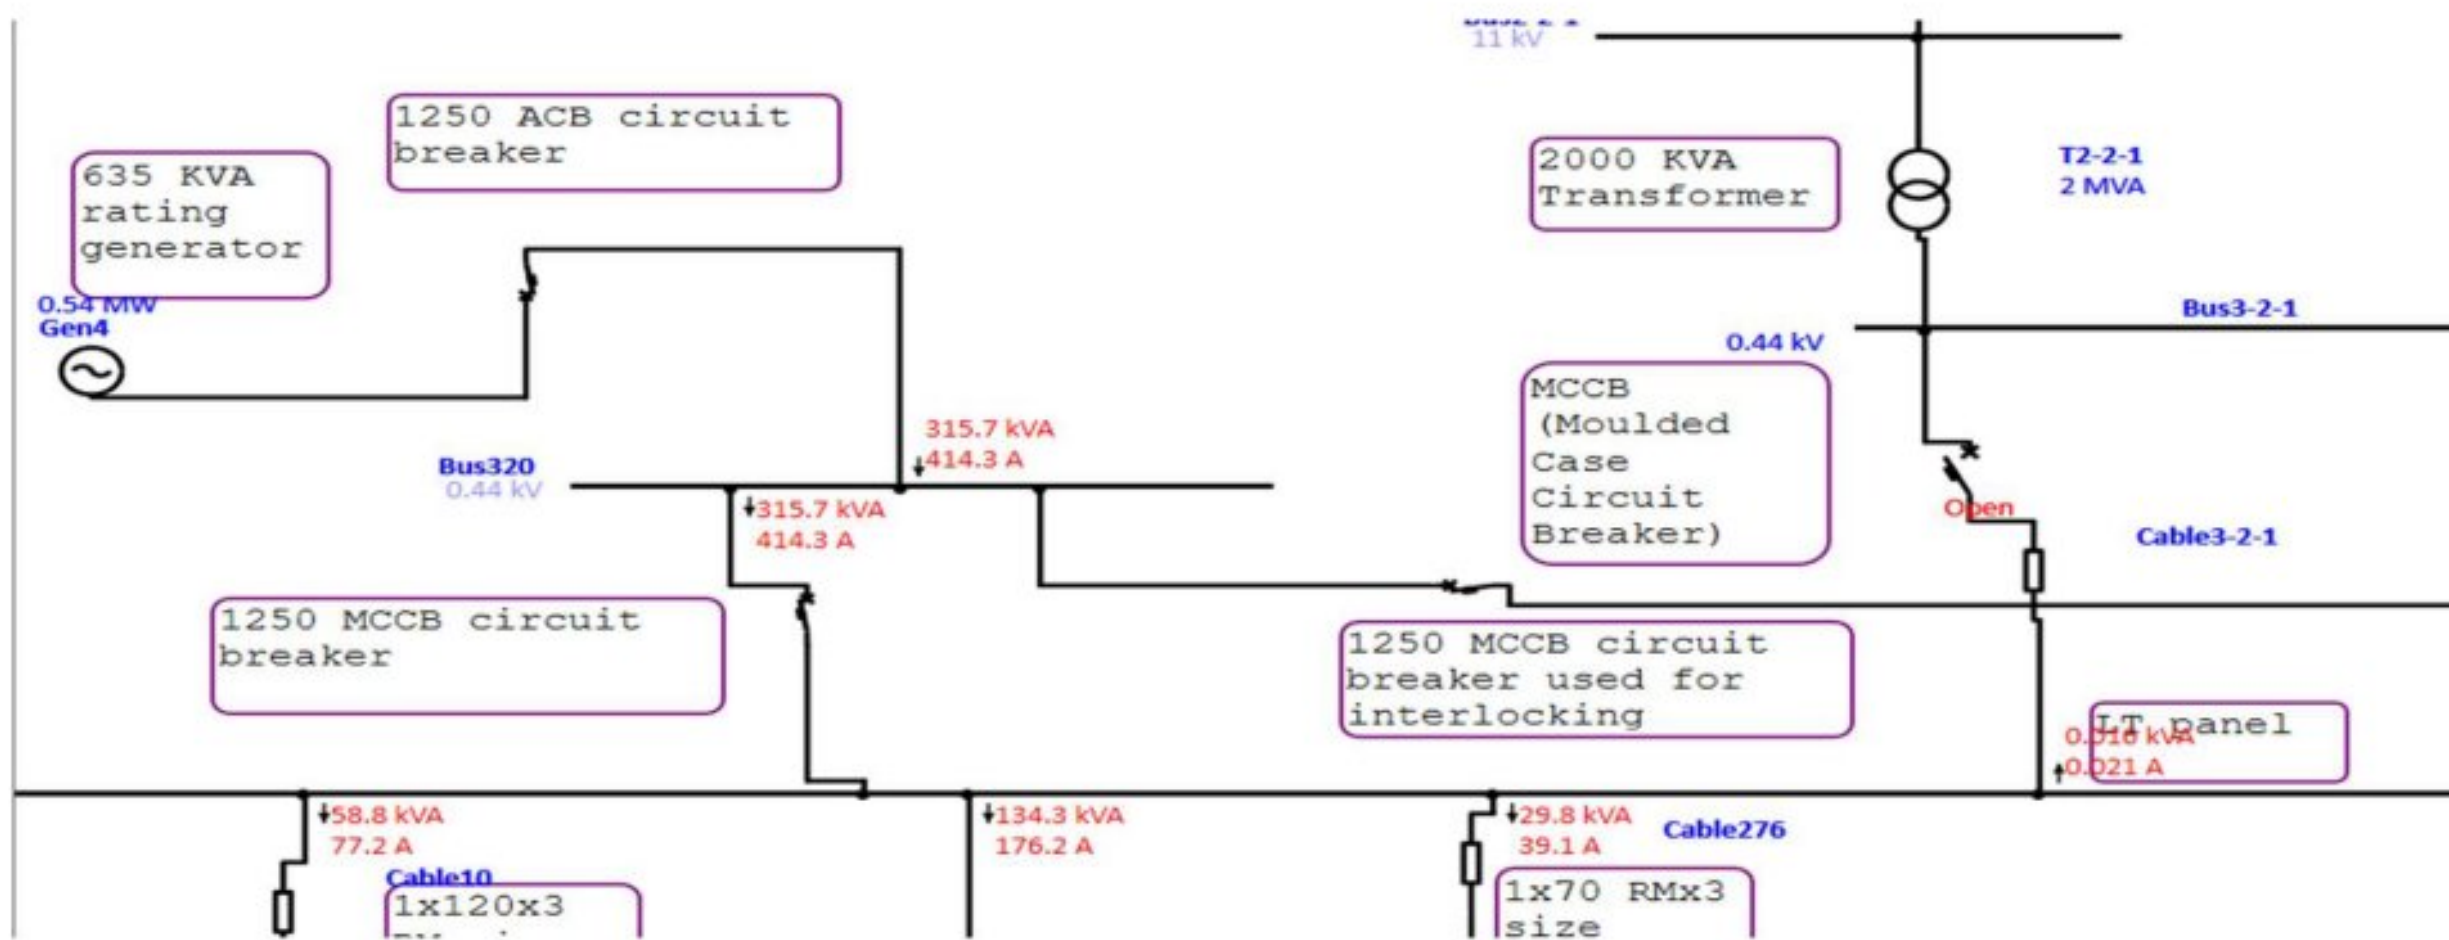 11 kV
1250 ACB circuit
breaker
635 KVA
rating
generator
0.54 MW
Gen4
2000 KVA
Transformer
T2-2-1
2 MVA
Bus3-2-1
0.44 kV
MCCB
(Moulded
Case
Circuit
Breaker)
315.7 kVA
414.3 A
Bus320
0.44 kV
315.7 kVA
414.3 A
Open
Cable3-2-1
1250 MCCB circuit
breaker
1250 MCCB circuit
breaker used for
interlocking
LT panel
0.016 kVA
0.021 A
58.8 kVA
77.2 A
134.3 kVA
176.2 A
29.8 kVA
39.1 A
Cable276
Cable10
1x120x3
1x70 RMx3
size